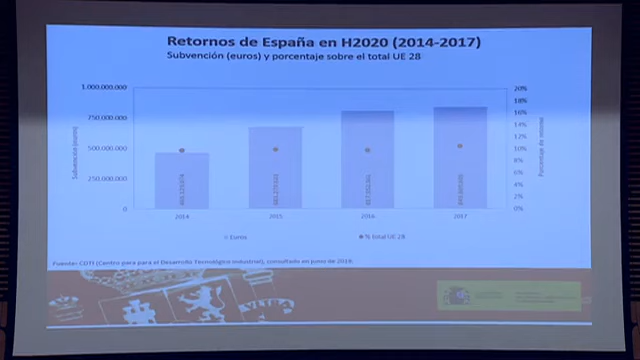 Retornos de España en H2020 (2014-2017)
Subvención (euros) y porcentaje sobre el total UE 28
1.000.000.000
750.000.000
500.000.000
250.000.000
0
Subvención (euros)
20%
18%
16%
14%
12%
10%
8%
6%
4%
2%
0%
Porcentaje de retorno
2014
2015
2016
2017
Euros
% total UE 28
Fuente: CDTI (Centro para para el Desarrollo Tecnológico Industrial), consultado en junio de 2018.